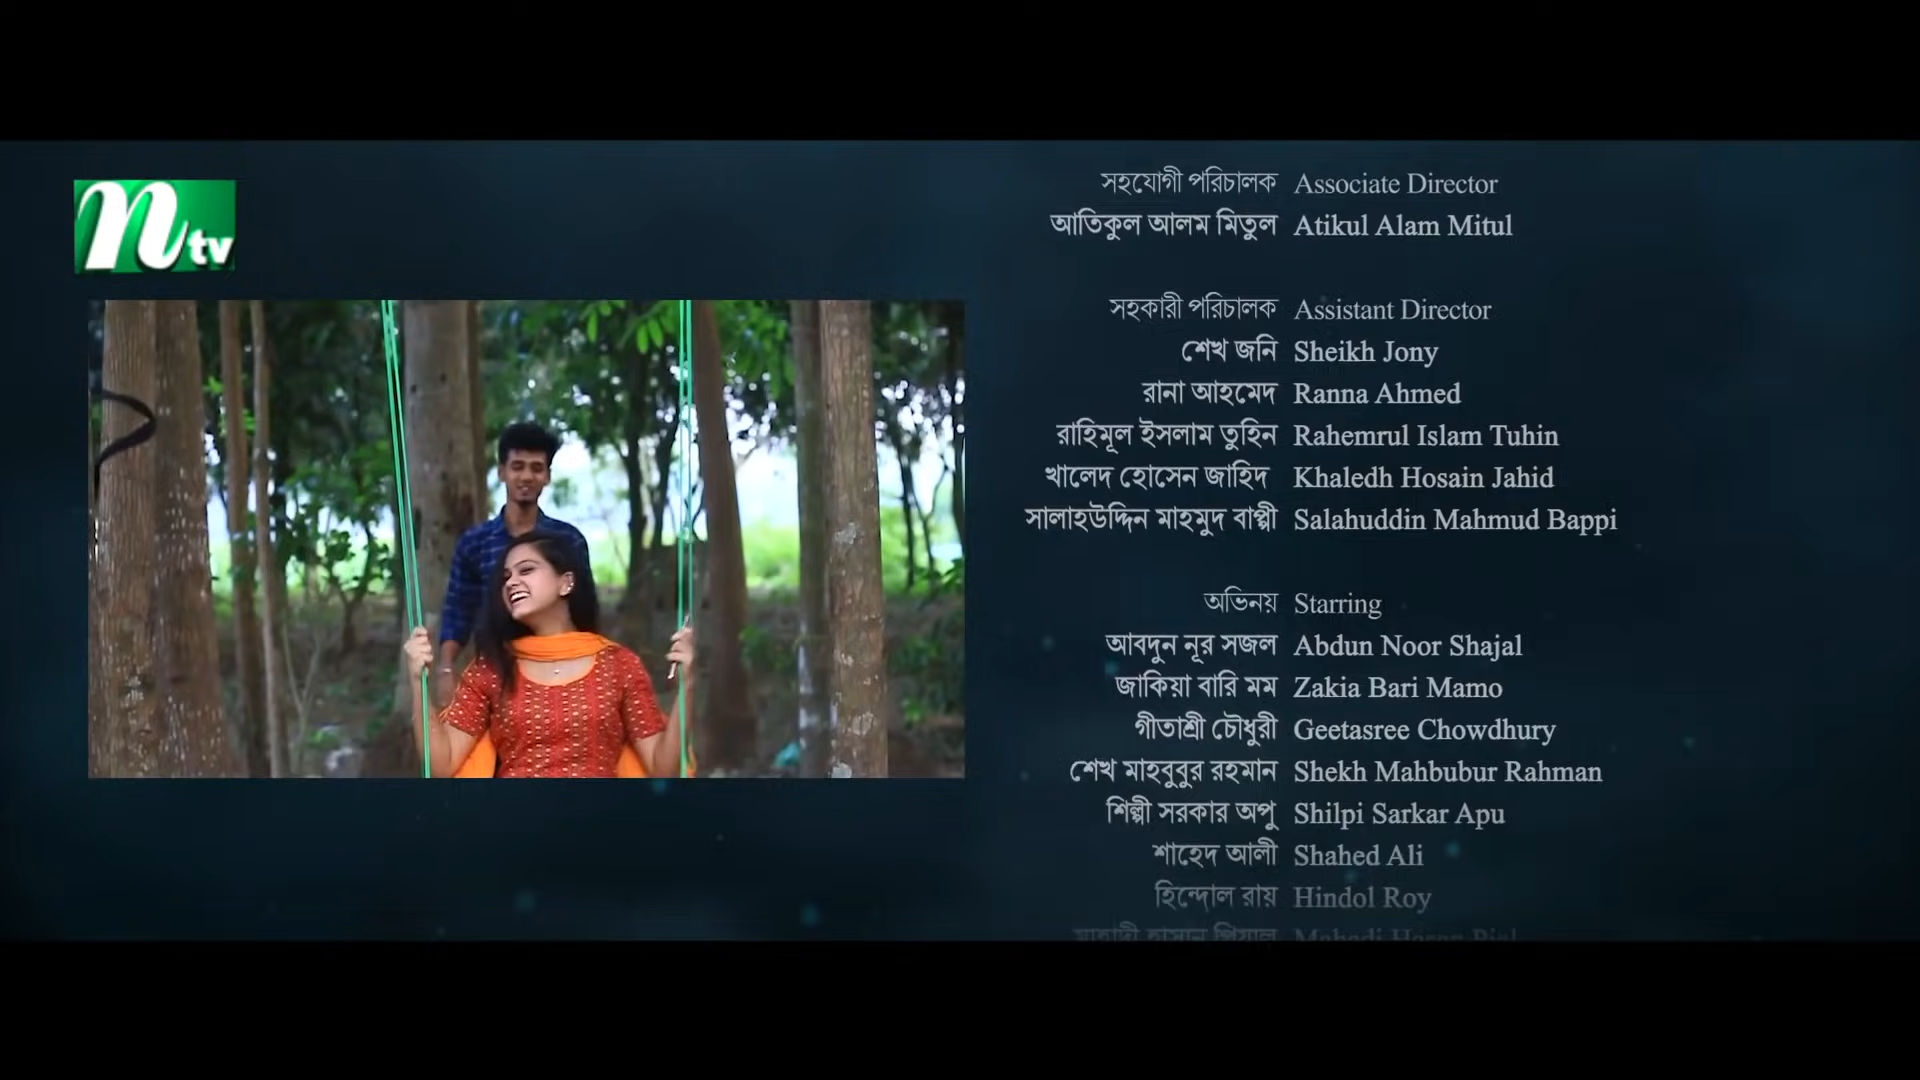 ntv
সহযোগী পরিচালক Associate Director
আতিকুল আলম মিতুল Atikul Alam Mitul
সহকারী পরিচালক Assistant Director
শেখ জনি Sheikh Jony
রানা আহমেদ Ranna Ahmed
রাহিমূল ইসলাম তুহিন Rahemrul Islam Tuhin
খালেদ হোসেন জাহিদ Khaledh Hosain Jahid
সালাহউদ্দিন মাহমুদ বাপ্পী Salahuddin Mahmud Bappi
অভিনয় Starring
আবদুন নূর সজল Abdun Noor Shajal
জাকিয়া বারি মম Zakia Bari Mamo
গীতাশ্রী চৌধুরী Geetasree Chowdhury
শেখ মাহবুবুর রহমান Shekh Mahbubur Rahman
শিল্পী সরকার অপু Shilpi Sarkar Apu
শাহেদ আলী Shahed Ali
হিন্দোল রায় Hindol Roy